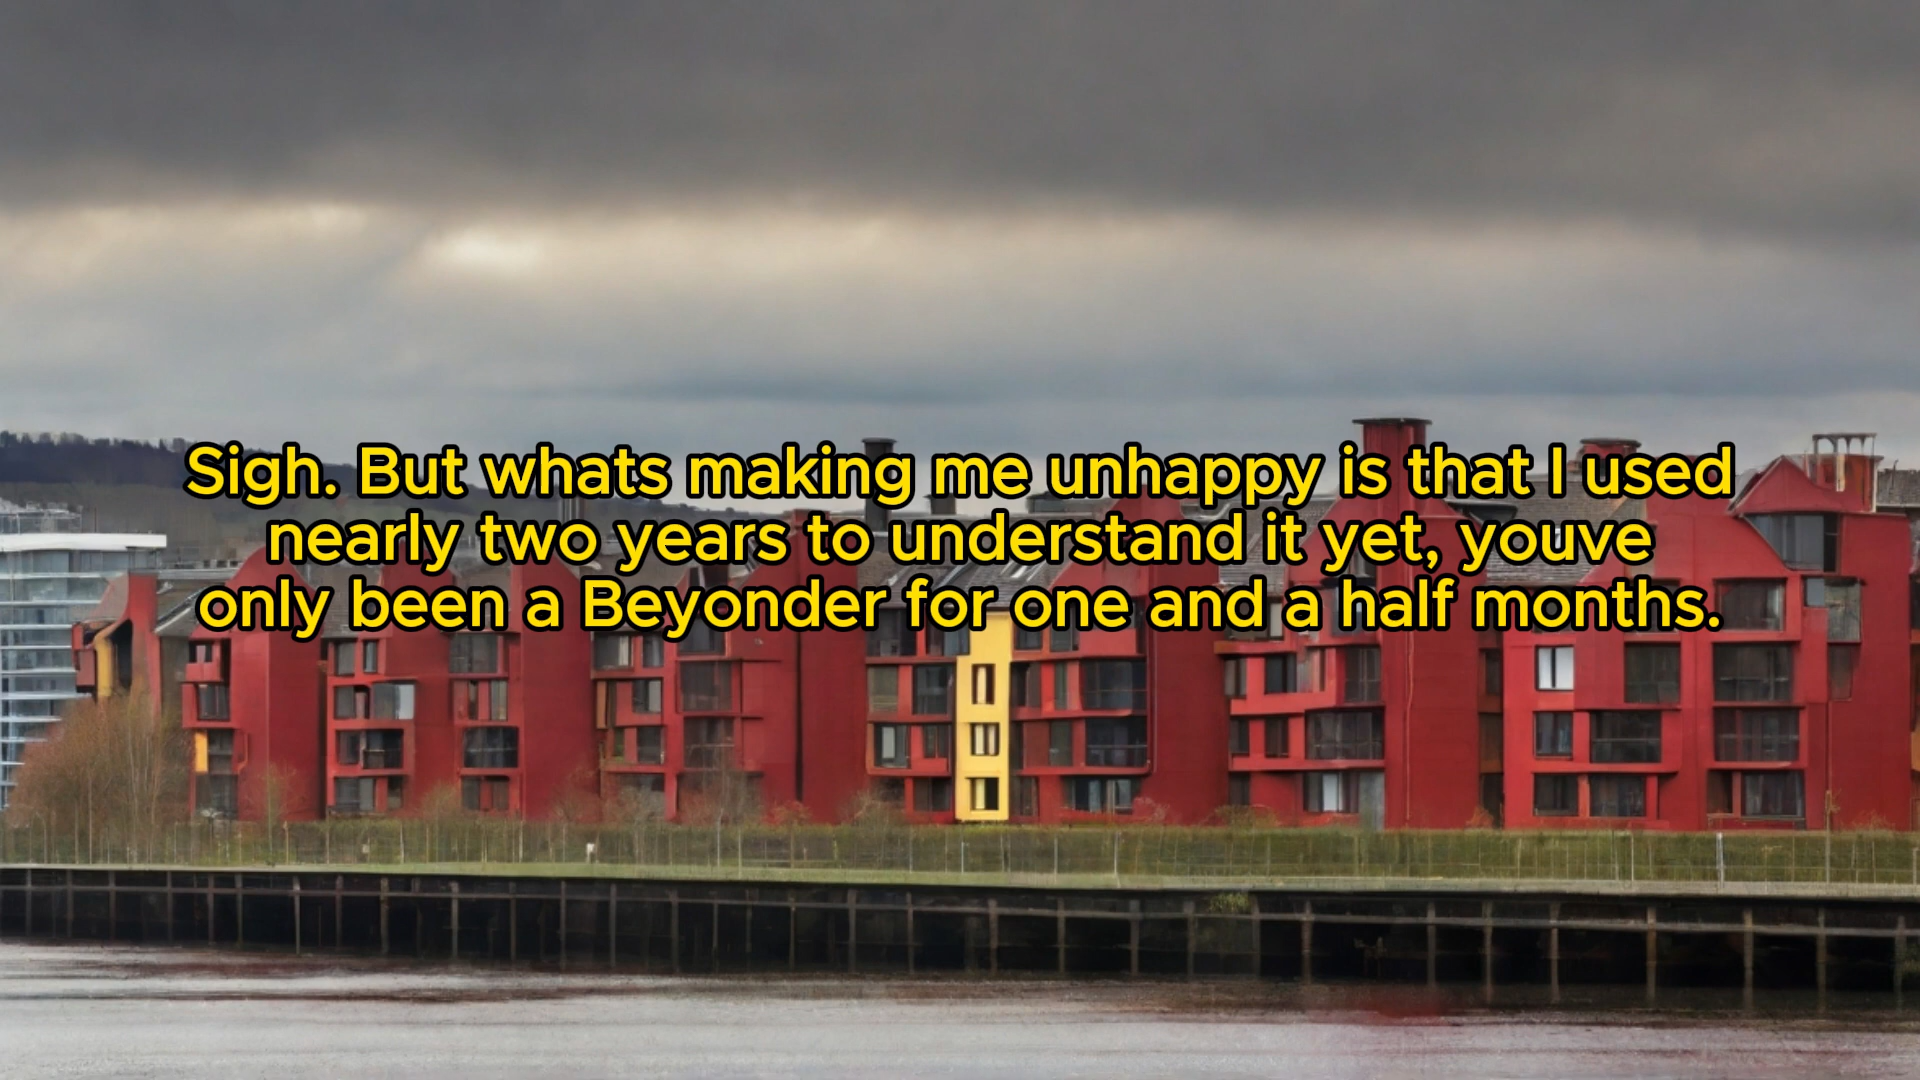 Sigh. But whats making me unhappy is that I used
nearly two years to understand it yet, youve
only been a Beyonder for one and a half months.